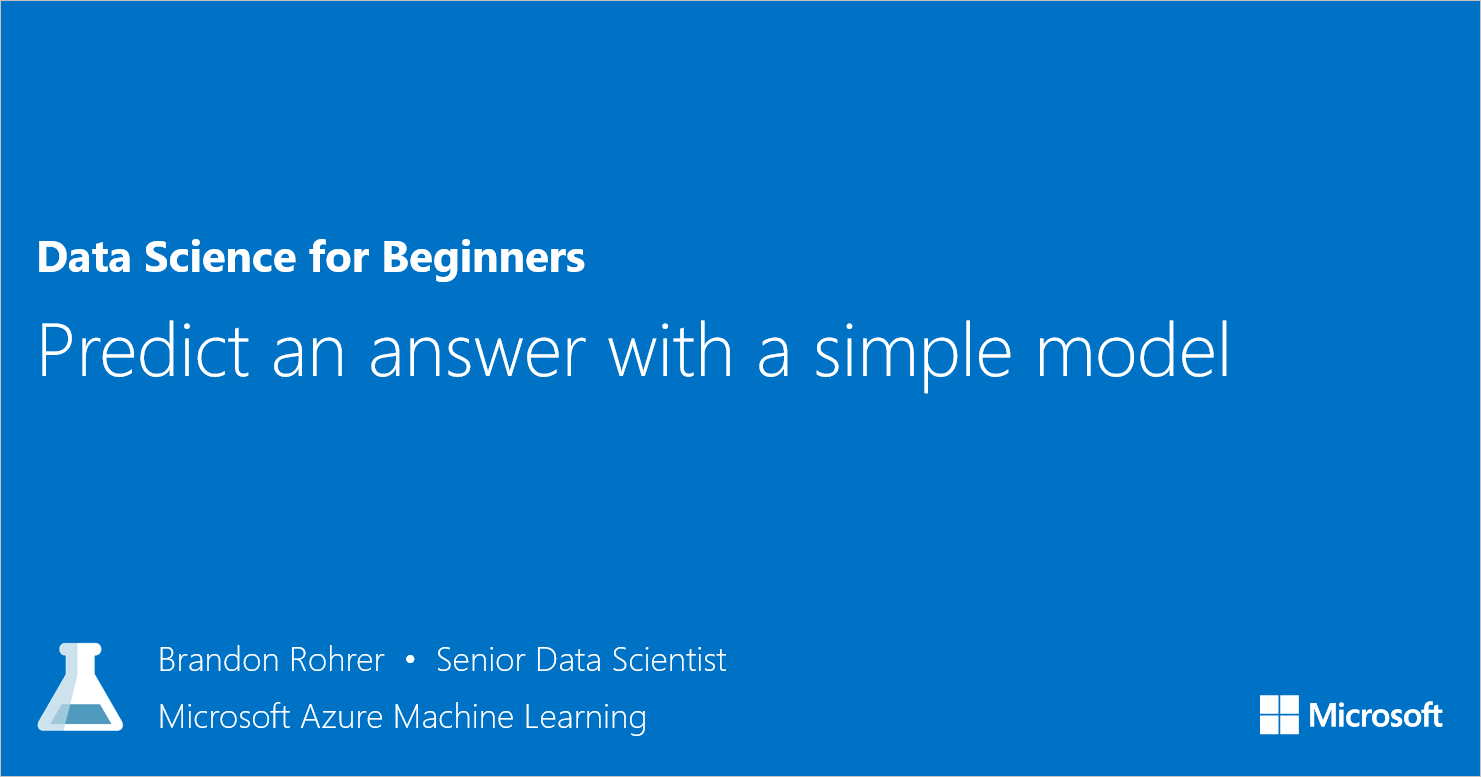 Data Science for Beginners
Predict an answer with a simple model
Brandon Rohrer • Senior Data Scientist
Microsoft Azure Machine Learning
Microsoft